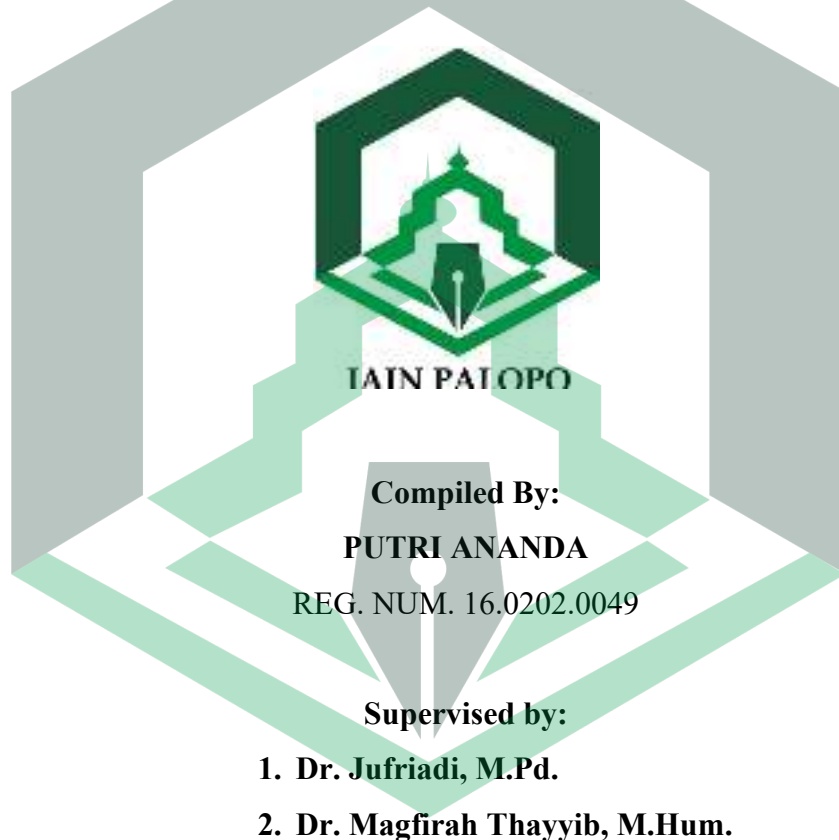 IAIN PALOPO
Compiled By:
PUTRI ANANDA
REG. NUM. 16.0202.0049
Supervised by:
1. Dr. Jufriadi, M.Pd.
2. Dr. Magfirah Thayyib, M.Hum.